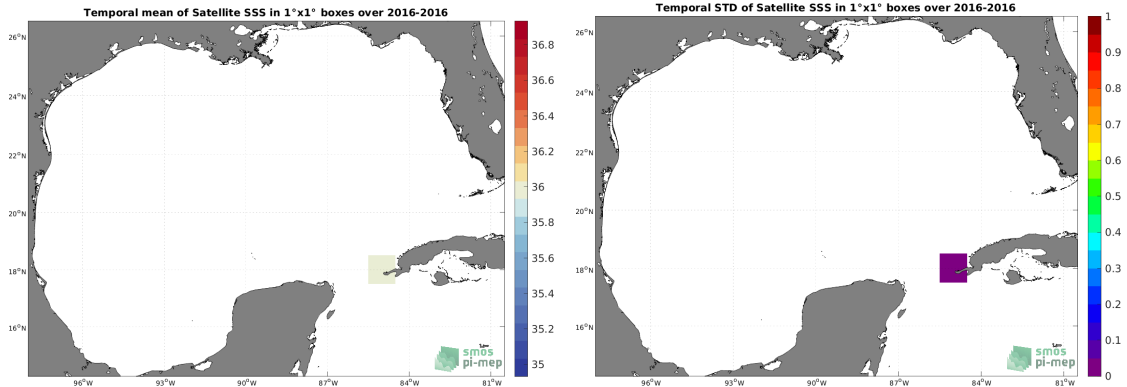 Temporal mean of Satellite SSS in 1°x1° boxes over 2016-2016
26°N
24°N
22°N
20°N
18°N
16°N
96°W
93°W
90°W
87°W
84°W
81°W
36.8
36.6
36.4
36.2
36
35.8
35.6
35.4
35.2
35
smos
pi-mep
Temporal STD of Satellite SSS in 1°x1° boxes over 2016-2016
26°N
24°N
22°N
20°N
18°N
16°N
96°W
93°W
90°W
87°W
84°W
81°W
1
0.9
0.8
0.7
0.6
0.5
0.4
0.3
0.2
0.1
0
smos
pi-mep